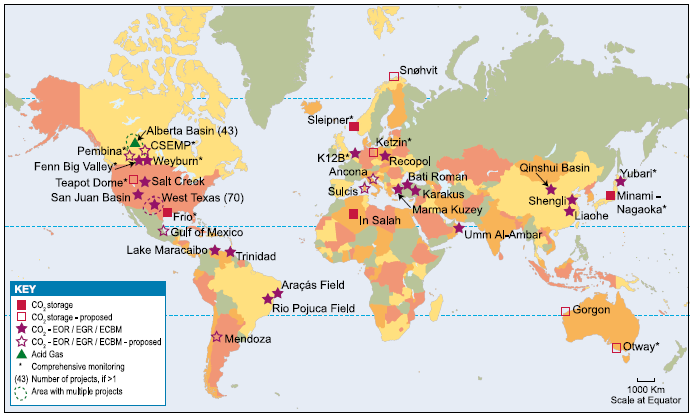 Snøhvit
Sleipner*
Alberta Basin (43)
Pembina*
CSEMP*
Fenn Big Valley*
Weyburn*
Teapot Dome*
Salt Creek
San Juan Basin
West Texas (70)
Frio*
Gulf of Mexico
Lake Maracaibo
Trinidad
Araçás Field
Rio Pojuca Field
Mendoza
Ketzin*
K12B*
Recopol
Ancona
Sulcis
Bati Roman
Karakus
Marma Kuzey
In Salah
Umm Al-Ambar
Qinshui Basin
Yubari*
Shengli
Minami -
Nagaoka*
Liaohe
Gorgon
Otway*
KEY
CO₂ storage
CO₂ storage - proposed
CO₂ - EOR / EGR / ECBM
CO₂ - EOR / EGR / ECBM - proposed
Acid Gas
* Comprehensive monitoring
(43) Number of projects, if >1
Area with multiple projects
1000 Km
Scale at Equator